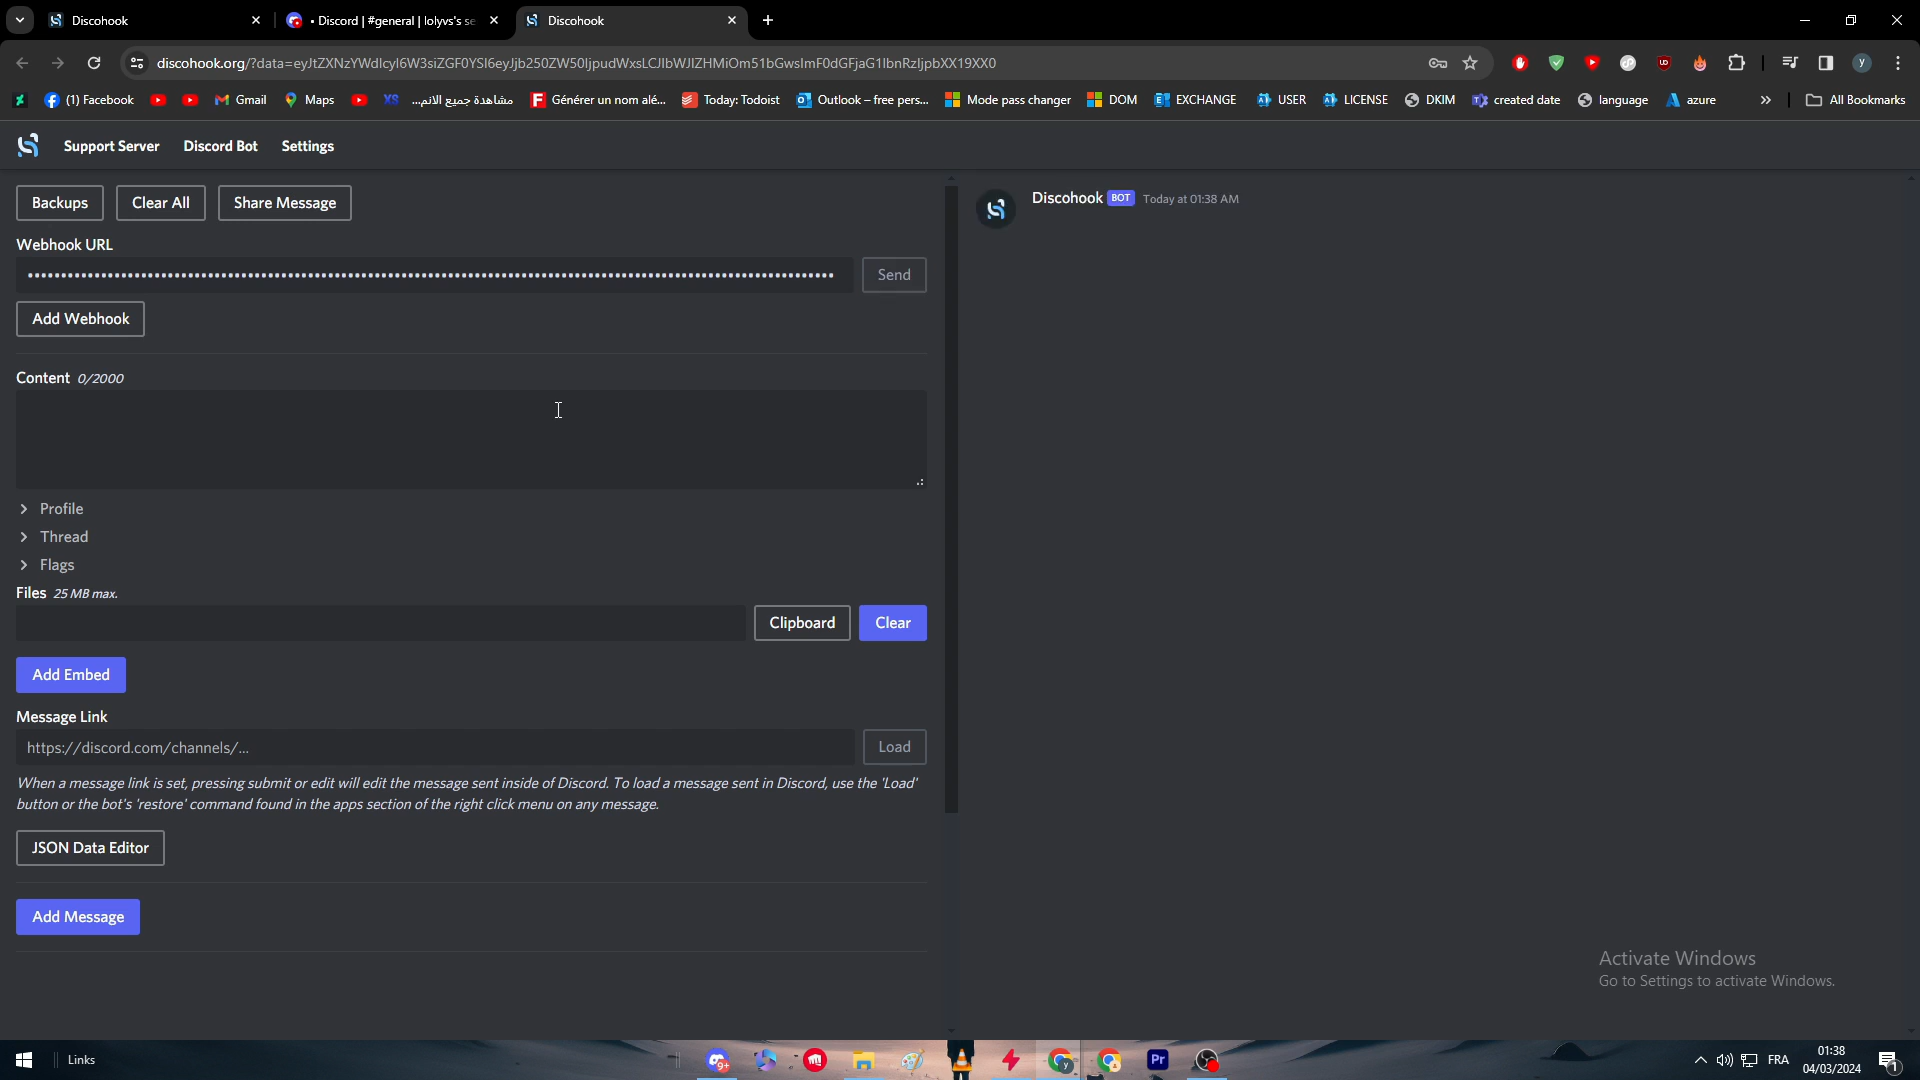 Discohook
• Discord | #general | lolyvs's se
Discohook
(1) Facebook
Gmail
Maps
XS
مشاهدة جميع الانم...
Générer un nom alé...
Today: Todoist
Outlook – free pers...
Mode pass changer
DOM
EXCHANGE
USER
LICENSE
DKIM
created date
language
azure
All Bookmarks
Support Server
Discord Bot
Settings
Backups
Clear All
Share Message
Webhook URL
Send
Add Webhook
Content 0/2000
Profile
Thread
Flags
Files 25 MB max.
Clipboard
Clear
Add Embed
Message Link
https://discord.com/channels/...
Load
When a message link is set, pressing submit or edit will edit the message sent inside of Discord. To load a message sent in Discord, use the 'Load'
button or the bot's 'restore' command found in the apps section of the right click menu on any message.
JSON Data Editor
Add Message
Discohook BOT Today at 01:38 AM
Activate Windows
Go to Settings to activate Windows.
Links
FRA
01:38
04/03/2024